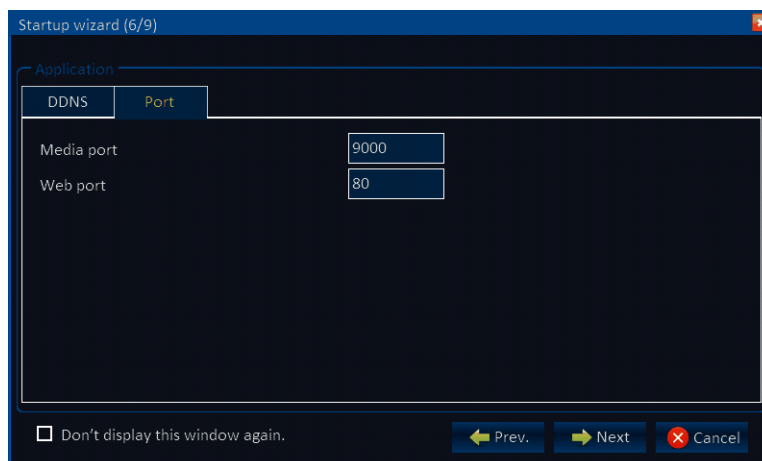 Startup wizard (6/9)
Application
DDNS Port
Media port 9000
Web port 80
Don't display this window again. Prev. Next Cancel